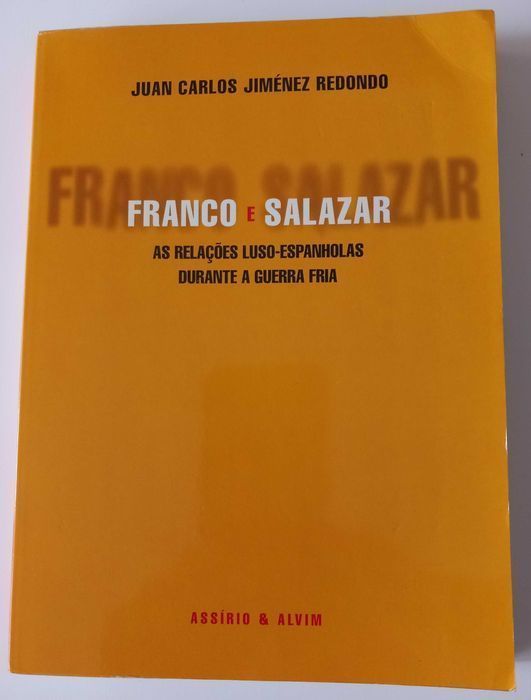 JUAN CARLOS JIMÉNEZ REDONDO
FRANCO SALAZAR
FRANCO E SALAZAR
AS RELAÇÕES LUSO-ESPANHOLAS
DURANTE A GUERRA FRIA
ASSÍRIO & ALVIM